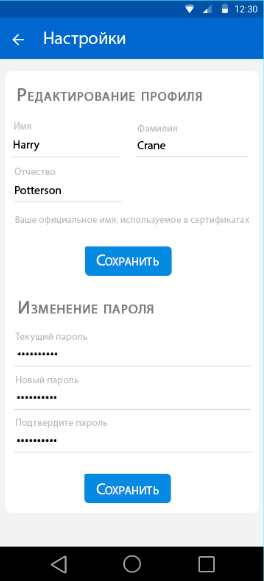 12:30
Настройки
Редактирование профиля
Имя
Фамилия
Harry
Crane
Отчество
Potterson
Ваше официальное имя, используемое в сертификатах
Сохранить
Изменение пароля
Текущий пароль
••••••••••
Новый пароль
••••••••••
Подтвердите пароль
••••••••••
Сохранить